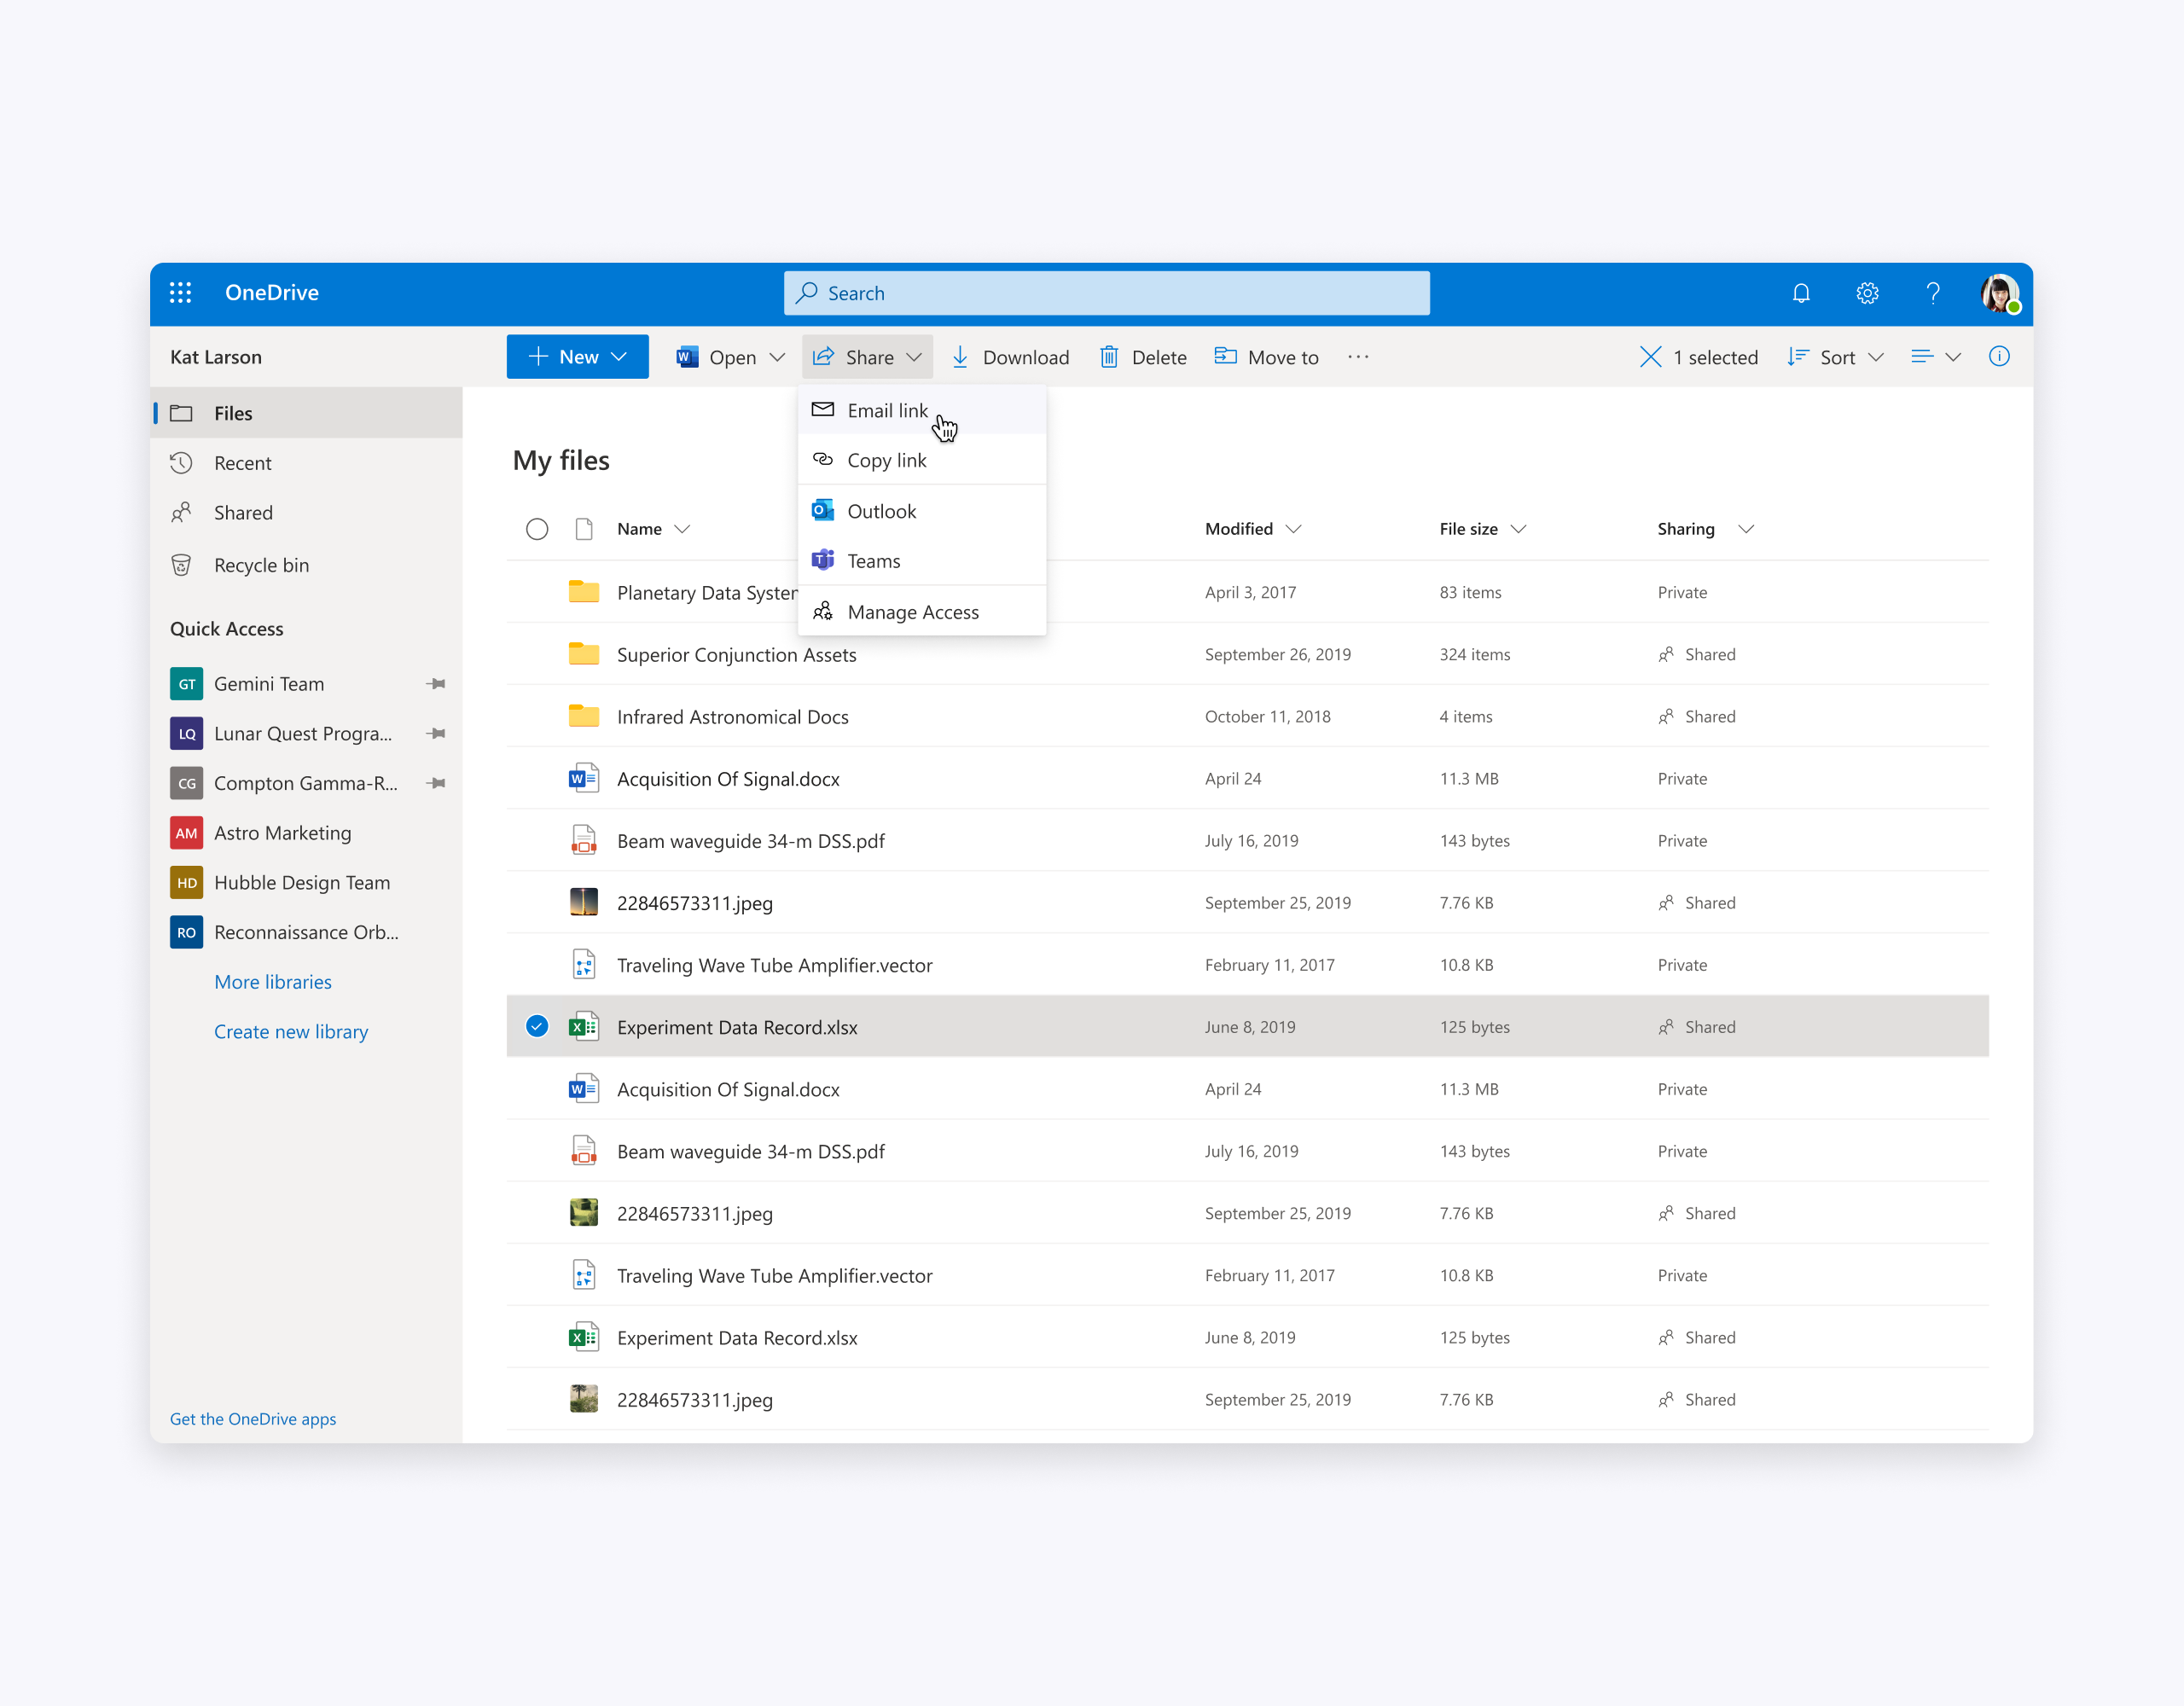 OneDrive
Search
Kat Larson
New
Open
Share
Download
Delete
Move to
1 selected
Sort
Files
Recent
Shared
Recycle bin
Quick Access
GT Gemini Team
LQ Lunar Quest Progra...
CG Compton Gamma-R...
AM Astro Marketing
HD Hubble Design Team
RO Reconnaissance Orb...
More libraries
Create new library
Get the OneDrive apps
Email link
Copy link
Outlook
Teams
Manage Access
My files
Name Modified File size Sharing
Planetary Data System April 3, 2017 83 items Private
Superior Conjunction Assets September 26, 2019 324 items Shared
Infrared Astronomical Docs October 11, 2018 4 items Shared
Acquisition Of Signal.docx April 24 11.3 MB Private
Beam waveguide 34-m DSS.pdf July 16, 2019 143 bytes Private
22846573311.jpeg September 25, 2019 7.76 KB Shared
Traveling Wave Tube Amplifier.vector February 11, 2017 10.8 KB Private
Experiment Data Record.xlsx June 8, 2019 125 bytes Shared
Acquisition Of Signal.docx April 24 11.3 MB Private
Beam waveguide 34-m DSS.pdf July 16, 2019 143 bytes Private
22846573311.jpeg September 25, 2019 7.76 KB Shared
Traveling Wave Tube Amplifier.vector February 11, 2017 10.8 KB Private
Experiment Data Record.xlsx June 8, 2019 125 bytes Shared
22846573311.jpeg September 25, 2019 7.76 KB Shared